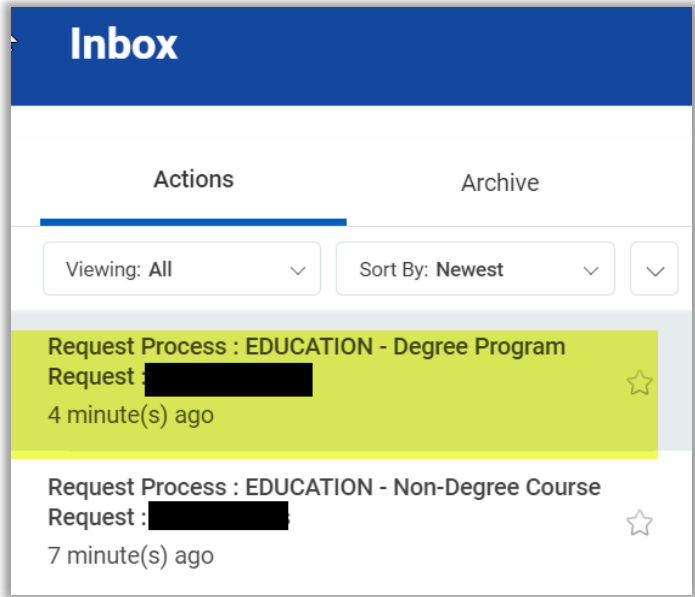 Inbox
Actions
Archive
Viewing: All
Sort By: Newest
Request Process : EDUCATION - Degree Program
Request :
4 minute(s) ago
Request Process : EDUCATION - Non-Degree Course
Request :
7 minute(s) ago